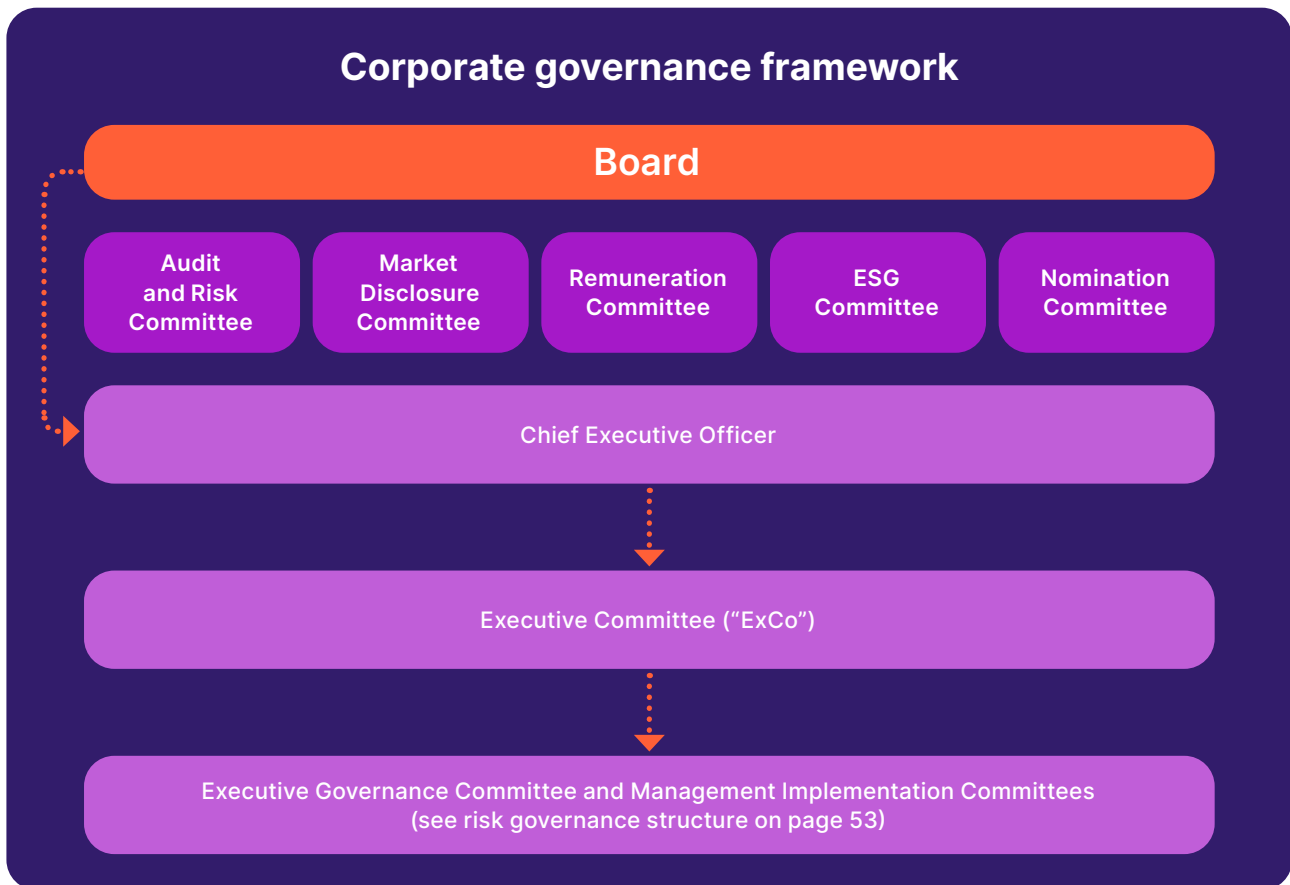 Corporate governance framework
Board
Audit
and Risk
Committee
Market
Disclosure
Committee
Remuneration
Committee
ESG
Committee
Nomination
Committee
Chief Executive Officer
Executive Committee (“ExCo”)
Executive Governance Committee and Management Implementation Committees
(see risk governance structure on page 53)